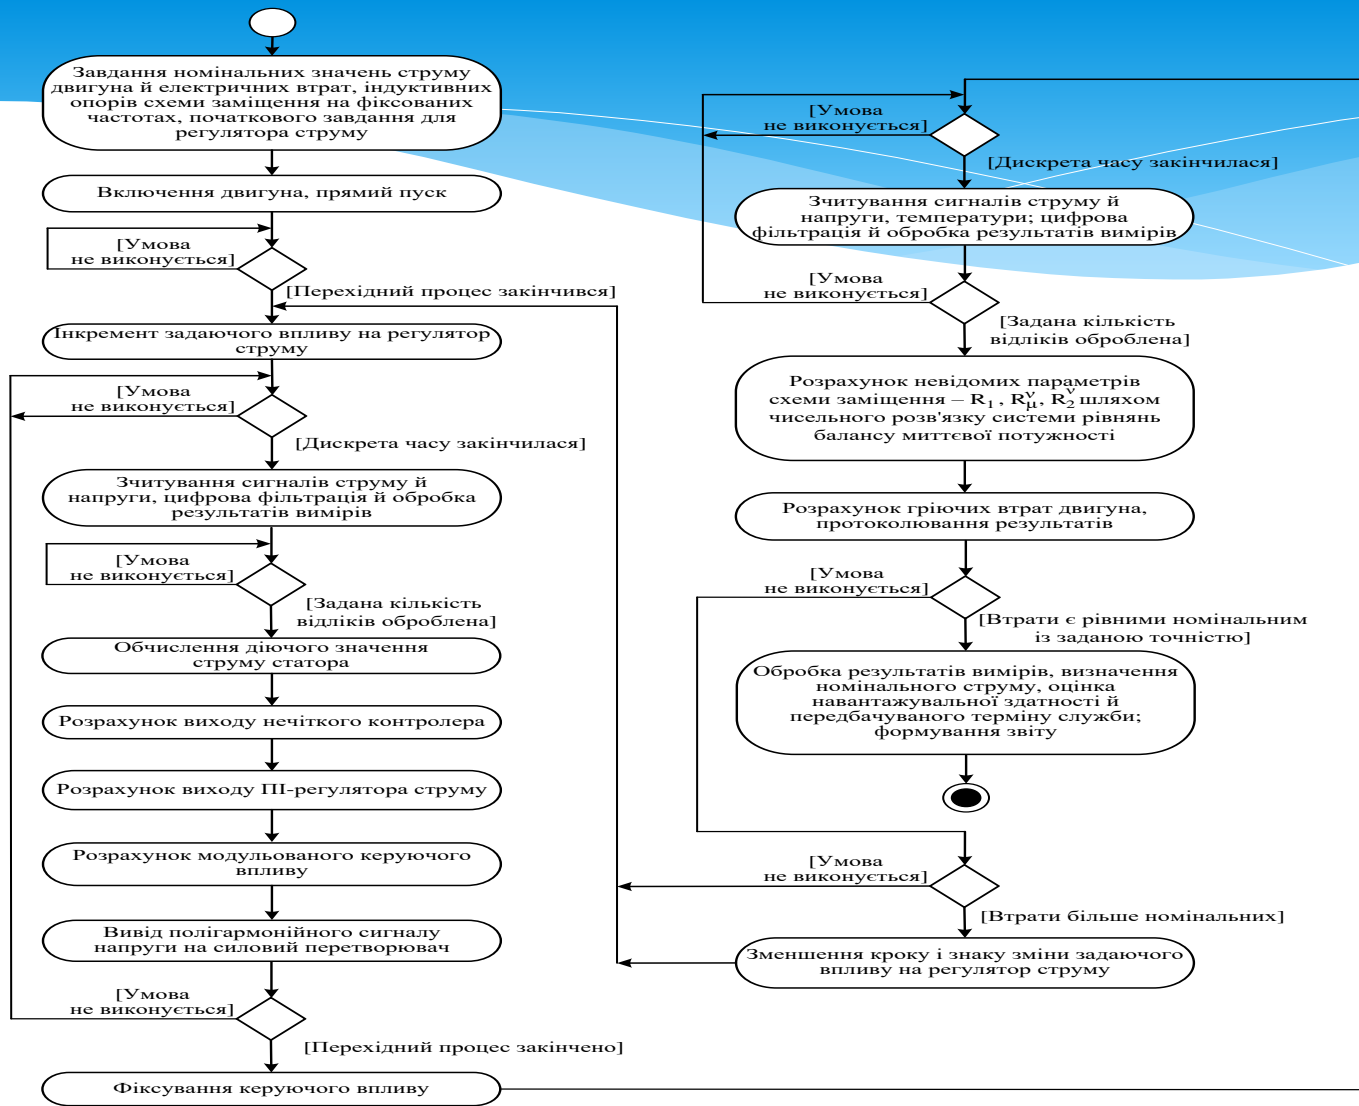 Завдання номінальних значень струму
двигуна й електричних втрат, індуктивних
опорів схеми заміщення на фіксованих
частотах, початкового завдання для
регулятора струму
Включення двигуна, прямий пуск
[Умова
не виконується]
[Перехідний процес закінчився]
Інкремент задаючого впливу на регулятор
струму
[Умова
не виконується]
[Дискрета часу закінчилася]
Зчитування сигналів струму й
напруги, цифрова фільтрація й обробка
результатів вимірів
[Умова
не виконується]
[Задана кількість
відліків оброблена]
Обчислення діючого значення
струму статора
Розрахунок виходу нечіткого контролера
Розрахунок виходу ПІ-регулятора струму
Розрахунок модульованого керуючого
впливу
Вивід полігармонійного сигналу
напруги на силовий перетворювач
[Умова
не виконується]
[Перехідний процес закінчено]
Фіксування керуючого впливу
[Умова
не виконується]
[Дискрета часу закінчилася]
Зчитування сигналів струму й
напруги, температури; цифрова
фільтрація й обробка результатів вимірів
[Умова
не виконується]
[Задана кількість
відліків оброблена]
Розрахунок невідомих параметрів
схеми заміщення – R₁, R^ν_μ, R^ν_2 шляхом
чисельного розв'язку системи рівнянь
балансу миттєвої потужності
Розрахунок гріючих втрат двигуна,
протоколювання результатів
[Умова
не виконується]
[Втрати є рівними номінальним
із заданою точністю]
Обробка результатів вимірів, визначення
номінального струму, оцінка
навантажувальної здатності й
передбачуваного терміну служби;
формування звіту
[Умова
не виконується]
[Втрати більше номінальних]
Зменшення кроку і знаку зміни задаючого
впливу на регулятор струму